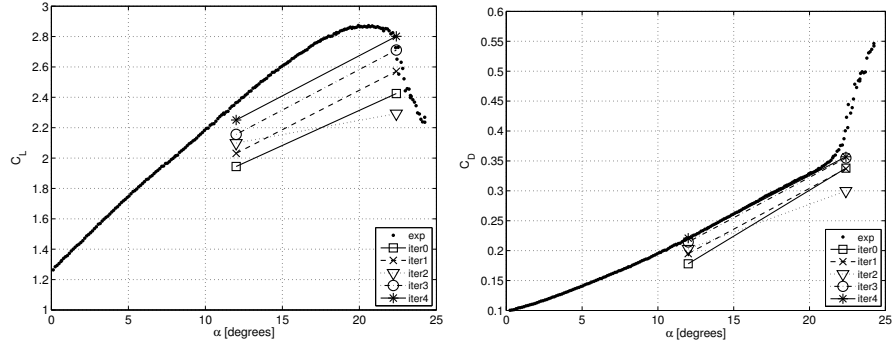 3
2.8
2.6
2.4
2.2
2
1.8
1.6
1.4
1.2
1
C_L
0 5 10 15 20 25
α [degrees]
exp
iter0
iter1
iter2
iter3
iter4
0.6
0.55
0.5
0.45
0.4
0.35
0.3
0.25
0.2
0.15
0.1
C_D
0 5 10 15 20 25
α [degrees]
exp
iter0
iter1
iter2
iter3
iter4